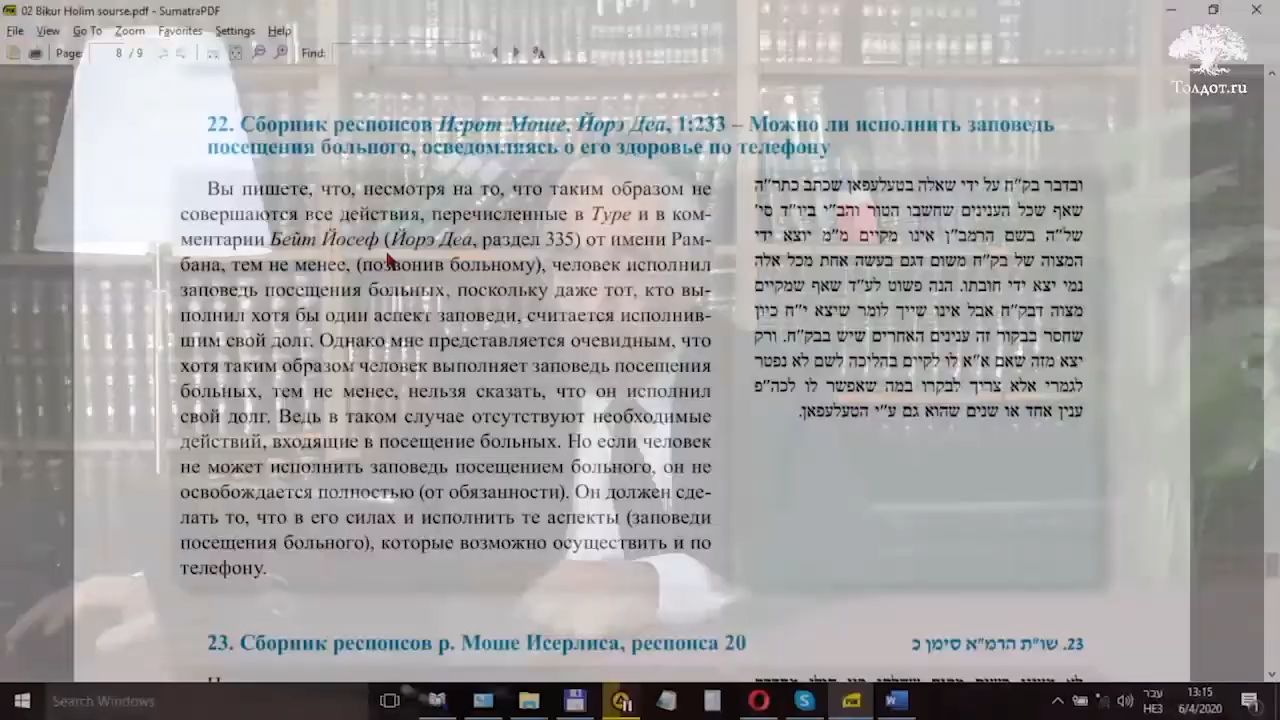 02 Bikur Holim sourse.pdf - SumatraPDF
File View Go To Zoom Favorites Settings Help
Page: 8 / 9 Find:
Толдот.ru
22. Сборник респонсов Игрот Моше, Йорэ Деа, 1:233 – Можно ли исполнить заповедь
посещения больного, осведомляясь о его здоровье по телефону
Вы пишете, что, несмотря на то, что таким образом не
совершаются все действия, перечисленные в Туре и в ком-
ментарии Бейт Йосеф (Йорэ Деа, раздел 335) от имени Рам-
бана, тем не менее, (позвонив больному), человек исполнил
заповедь посещения больных, поскольку даже тот, кто вы-
полнил хотя бы один аспект заповеди, считается исполнив-
шим свой долг. Однако мне представляется очевидным, что
хотя таким образом человек выполняет заповедь посещения
больных, тем не менее, нельзя сказать, что он исполнил
свой долг. Ведь в таком случае отсутствуют необходимые
действий, входящие в посещение больных. Но если человек
не может исполнить заповедь посещением больного, он не
освобождается полностью (от обязанности). Он должен сде-
лать то, что в его силах и исполнить те аспекты (заповеди
посещения больного), которые возможно осуществить и по
телефону.
ובדבר בק״ח על ידי שאלה בטעלעפאן שכתב כתר״ה
שאף שכל הענינים שחשבו הטור והב״י ביו״ד סי׳
של״ה בשם הרמב״ן אינו מקיים מ״מ יוצא ידי
המצוה של בק״ח משום דגם בעשה אחת מכל אלה
נמי יצא ידי חובתו. הנה פשוט לע״ד שאף שמקיים
מצוה דבק״ח אבל אינו שייך לומר שיצא י״ח כיון
שחסר בבקור זה ענינים האחרים שיש בבק״ח. ורק
יצא מזה שאם א״א לו לקיים בהליכה לשם לא נפטר
לגמרי אלא צריך לבקרו במה שאפשר לו לכה״פ
ענין אחד או שנים שהוא גם ע״י הטעלעפאן.
23. Сборник респонсов р. Моше Исерлиса, респонса 20
23. שו״ת הרמ״א סימן כ
Search Windows
עבר
НЕЗ
13:15
6/4/2020